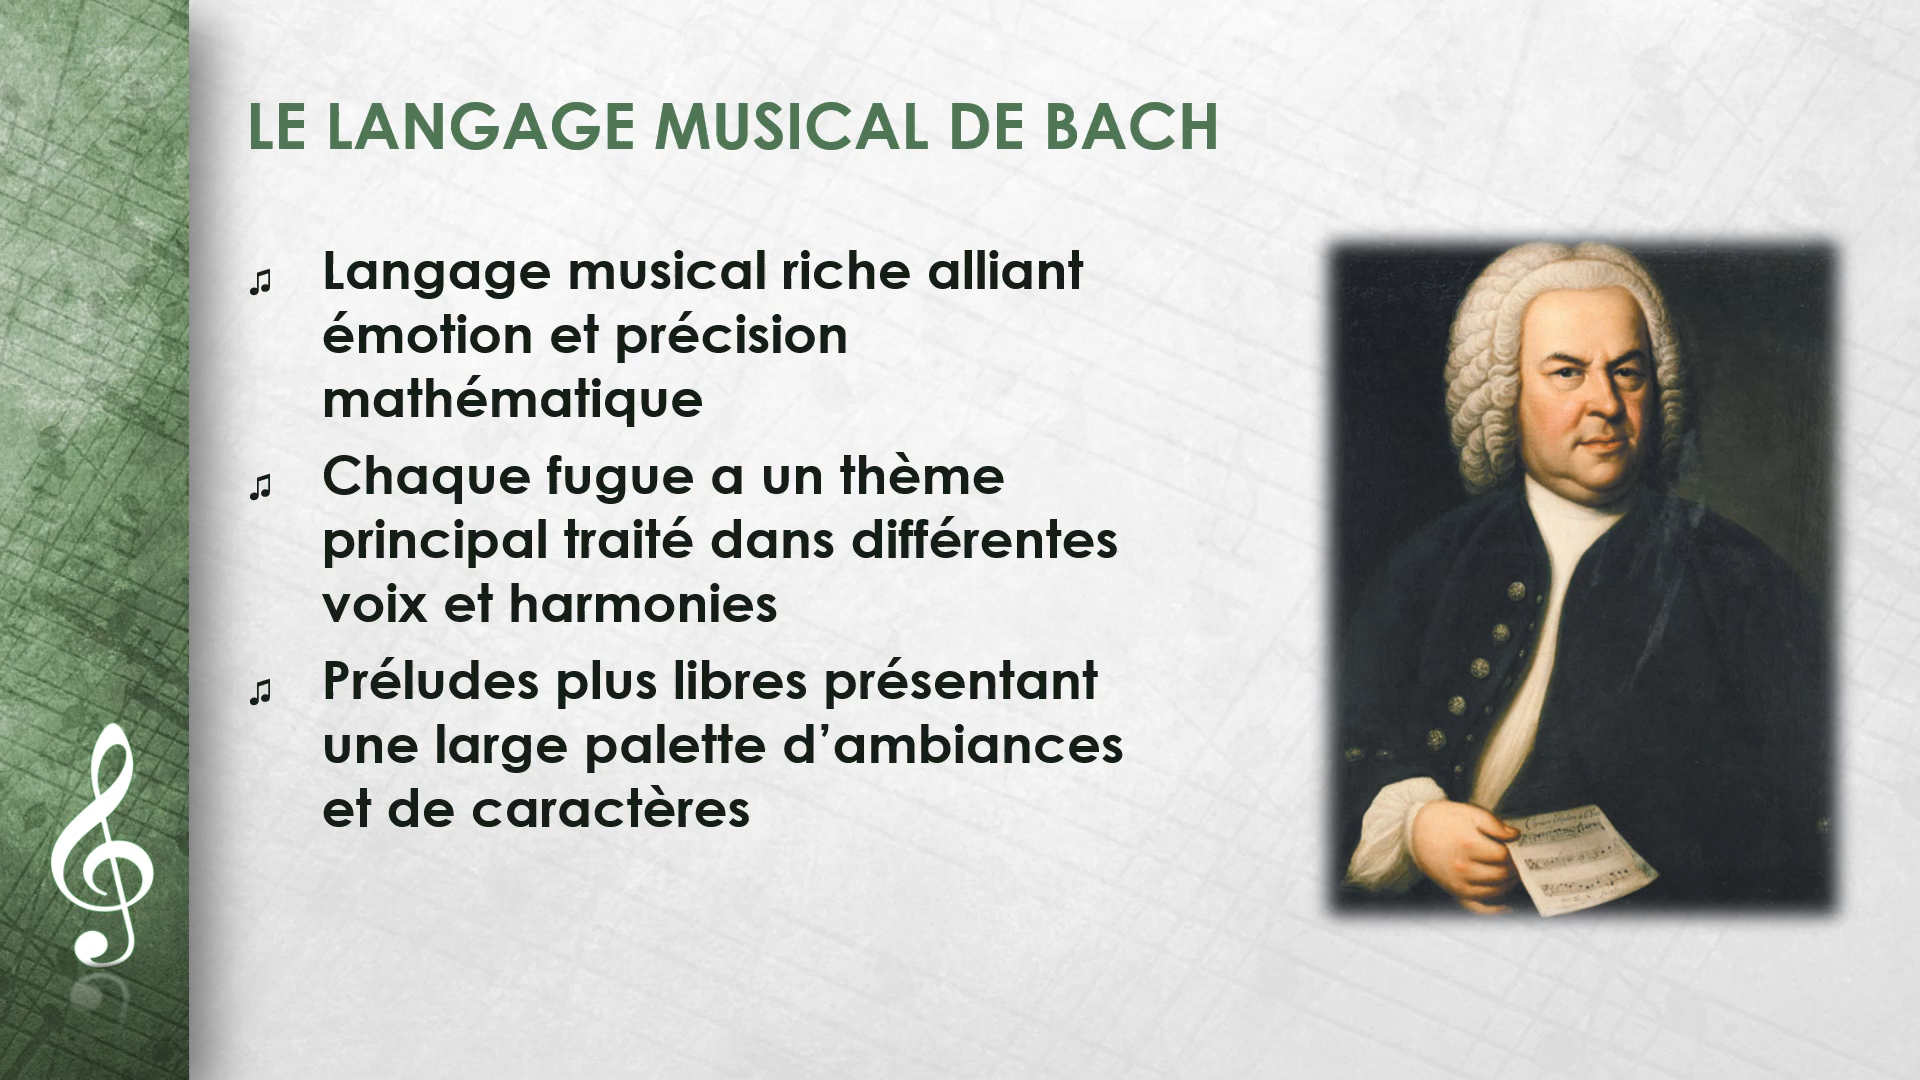 LE LANGAGE MUSICAL DE BACH
♫ Langage musical riche alliant
émotion et précision
mathématique
♫ Chaque fugue a un thème
principal traité dans différentes
voix et harmonies
♫ Préludes plus libres présentant
une large palette d’ambiances
et de caractères